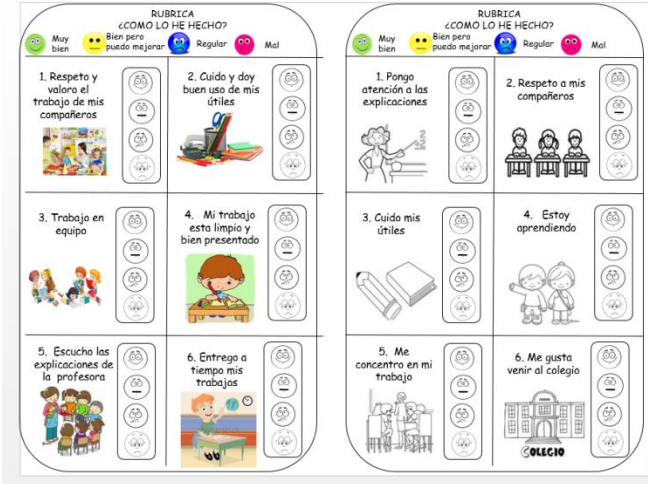 RUBRICA
¿COMO LO HE HECHO?
Muy
bien
Bien pero
puedo mejorar
Regular
Mal
1. Respeto y
valoro el
trabajo de mis
compañeros
2. Cuido y doy
buen uso de mis
útiles
3. Trabajo en
equipo
4. Mi trabajo
esta limpio y
bien presentado
5. Escucho las
explicaciones de
la profesora
6. Entrego a
tiempo mis
trabajos
RUBRICA
¿COMO LO HE HECHO?
Muy
bien
Bien pero
puedo mejorar
Regular
Mal
1. Pongo
atención a las
explicaciones
2. Respeto a mis
compañeros
3. Cuido mis
útiles
4. Estoy
aprendiendo
5. Me
concentro en mi
trabajo
6. Me gusta
venir al colegio
COLEGIO